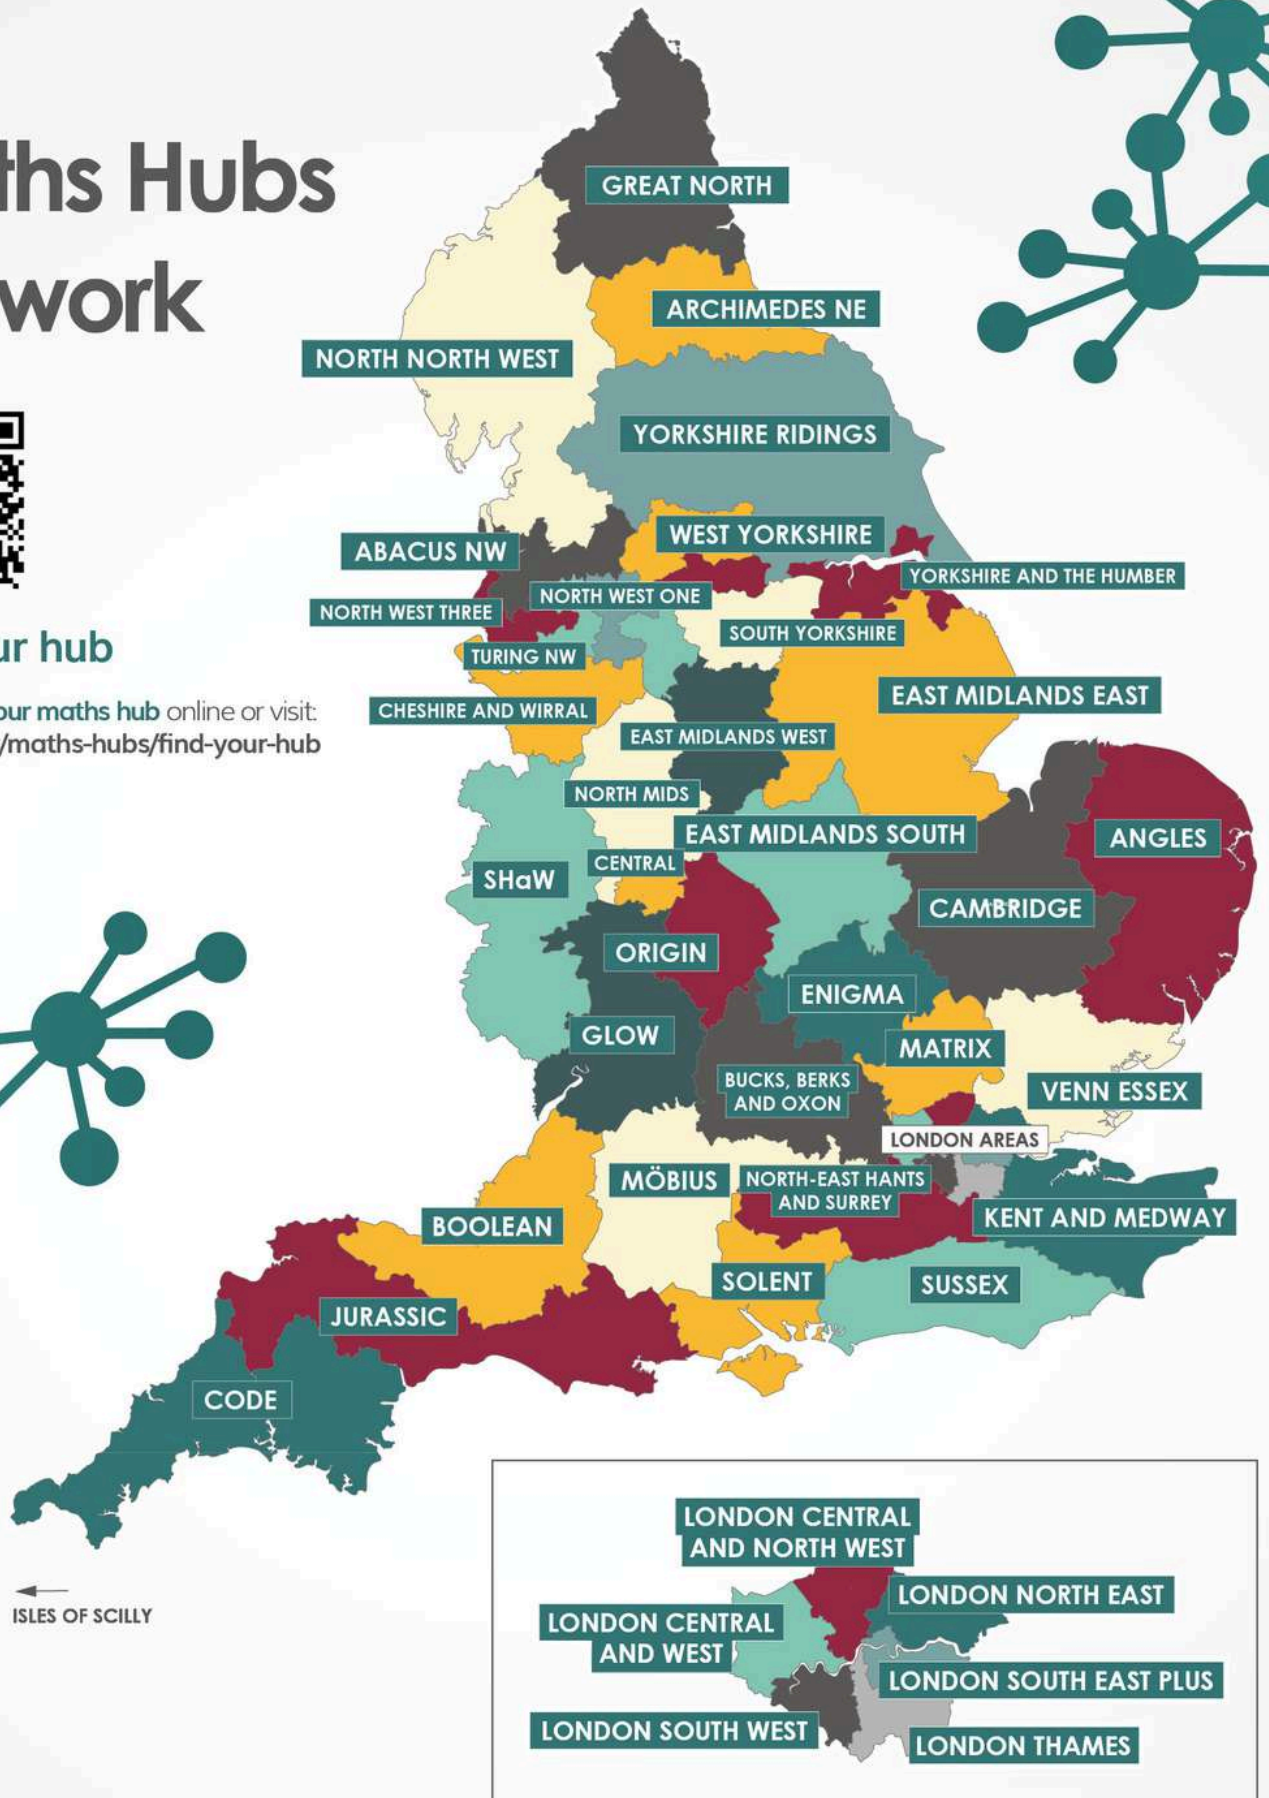 ths Hubs
work
ur hub
our maths hub online or visit:
/maths-hubs/find-your-hub
GREAT NORTH
ARCHIMEDES NE
NORTH NORTH WEST
YORKSHIRE RIDINGS
WEST YORKSHIRE
ABACUS NW
YORKSHIRE AND THE HUMBER
NORTH WEST ONE
NORTH WEST THREE
SOUTH YORKSHIRE
TURING NW
EAST MIDLANDS EAST
CHESHIRE AND WIRRAL
EAST MIDLANDS WEST
NORTH MIDS
EAST MIDLANDS SOUTH
ANGLES
CENTRAL
SHaW
CAMBRIDGE
ORIGIN
ENIGMA
GLOW
MATRIX
BUCKS, BERKS
AND OXON
VENN ESSEX
LONDON AREAS
MÖBIUS
NORTH-EAST HANTS
AND SURREY
KENT AND MEDWAY
BOOLEAN
SOLENT
SUSSEX
JURASSIC
CODE
ISLES OF SCILLY
LONDON CENTRAL
AND NORTH WEST
LONDON NORTH EAST
LONDON CENTRAL
AND WEST
LONDON SOUTH EAST PLUS
LONDON SOUTH WEST
LONDON THAMES